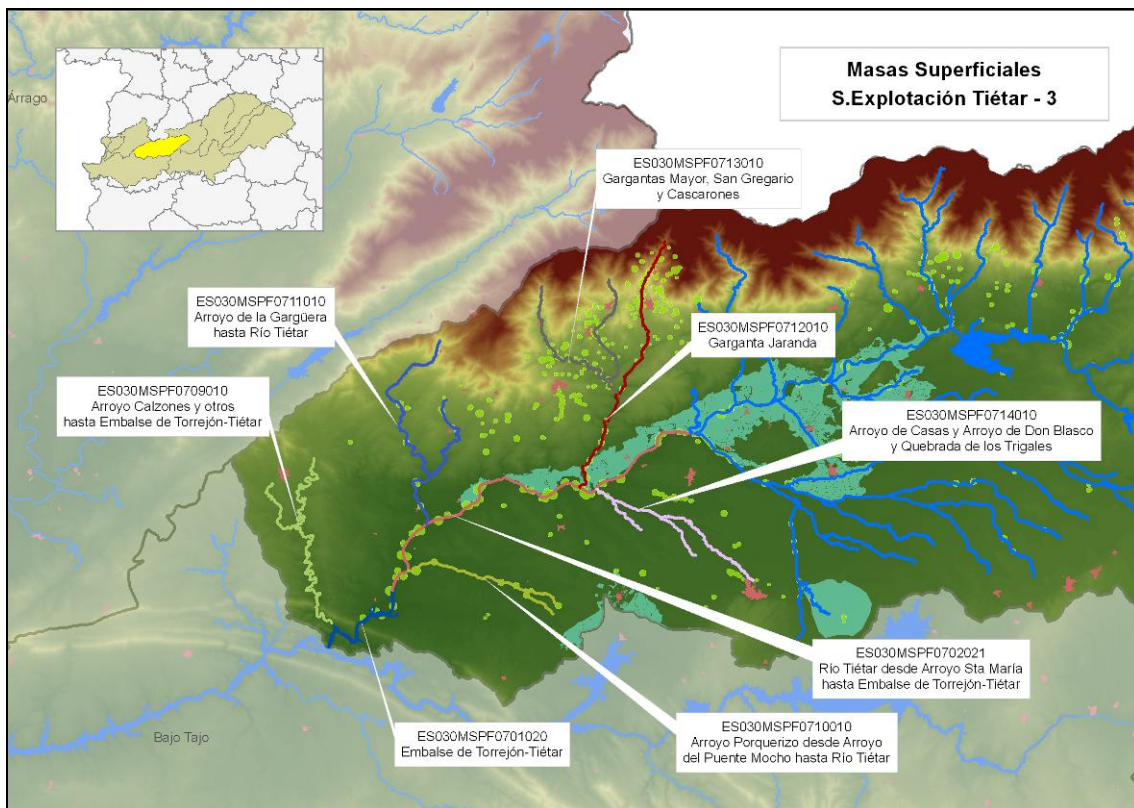 Masas Superficiales
S.Explotación Tiétar - 3
Árrago
ES030MSPF0713010
Gargantas Mayor, San Gregario
y Cascarones
ES030MSPF0711010
Arroyo de la Gargüera
hasta Río Tiétar
ES030MSPF0712010
Garganta Jaranda
ES030MSPF0709010
Arroyo Calzones y otros
hasta Embalse de Torrejón-Tiétar
ES030MSPF0714010
Arroyo de Casas y Arroyo de Don Blasco
y Quebrada de los Trigales
ES030MSPF0702021
Río Tiétar desde Arroyo Sta María
hasta Embalse de Torrejón-Tiétar
ES030MSPF0710010
Arroyo Porquerizo desde Arroyo
del Puente Mocho hasta Río Tiétar
ES030MSPF0701020
Embalse de Torrejón-Tiétar
Bajo Tajo